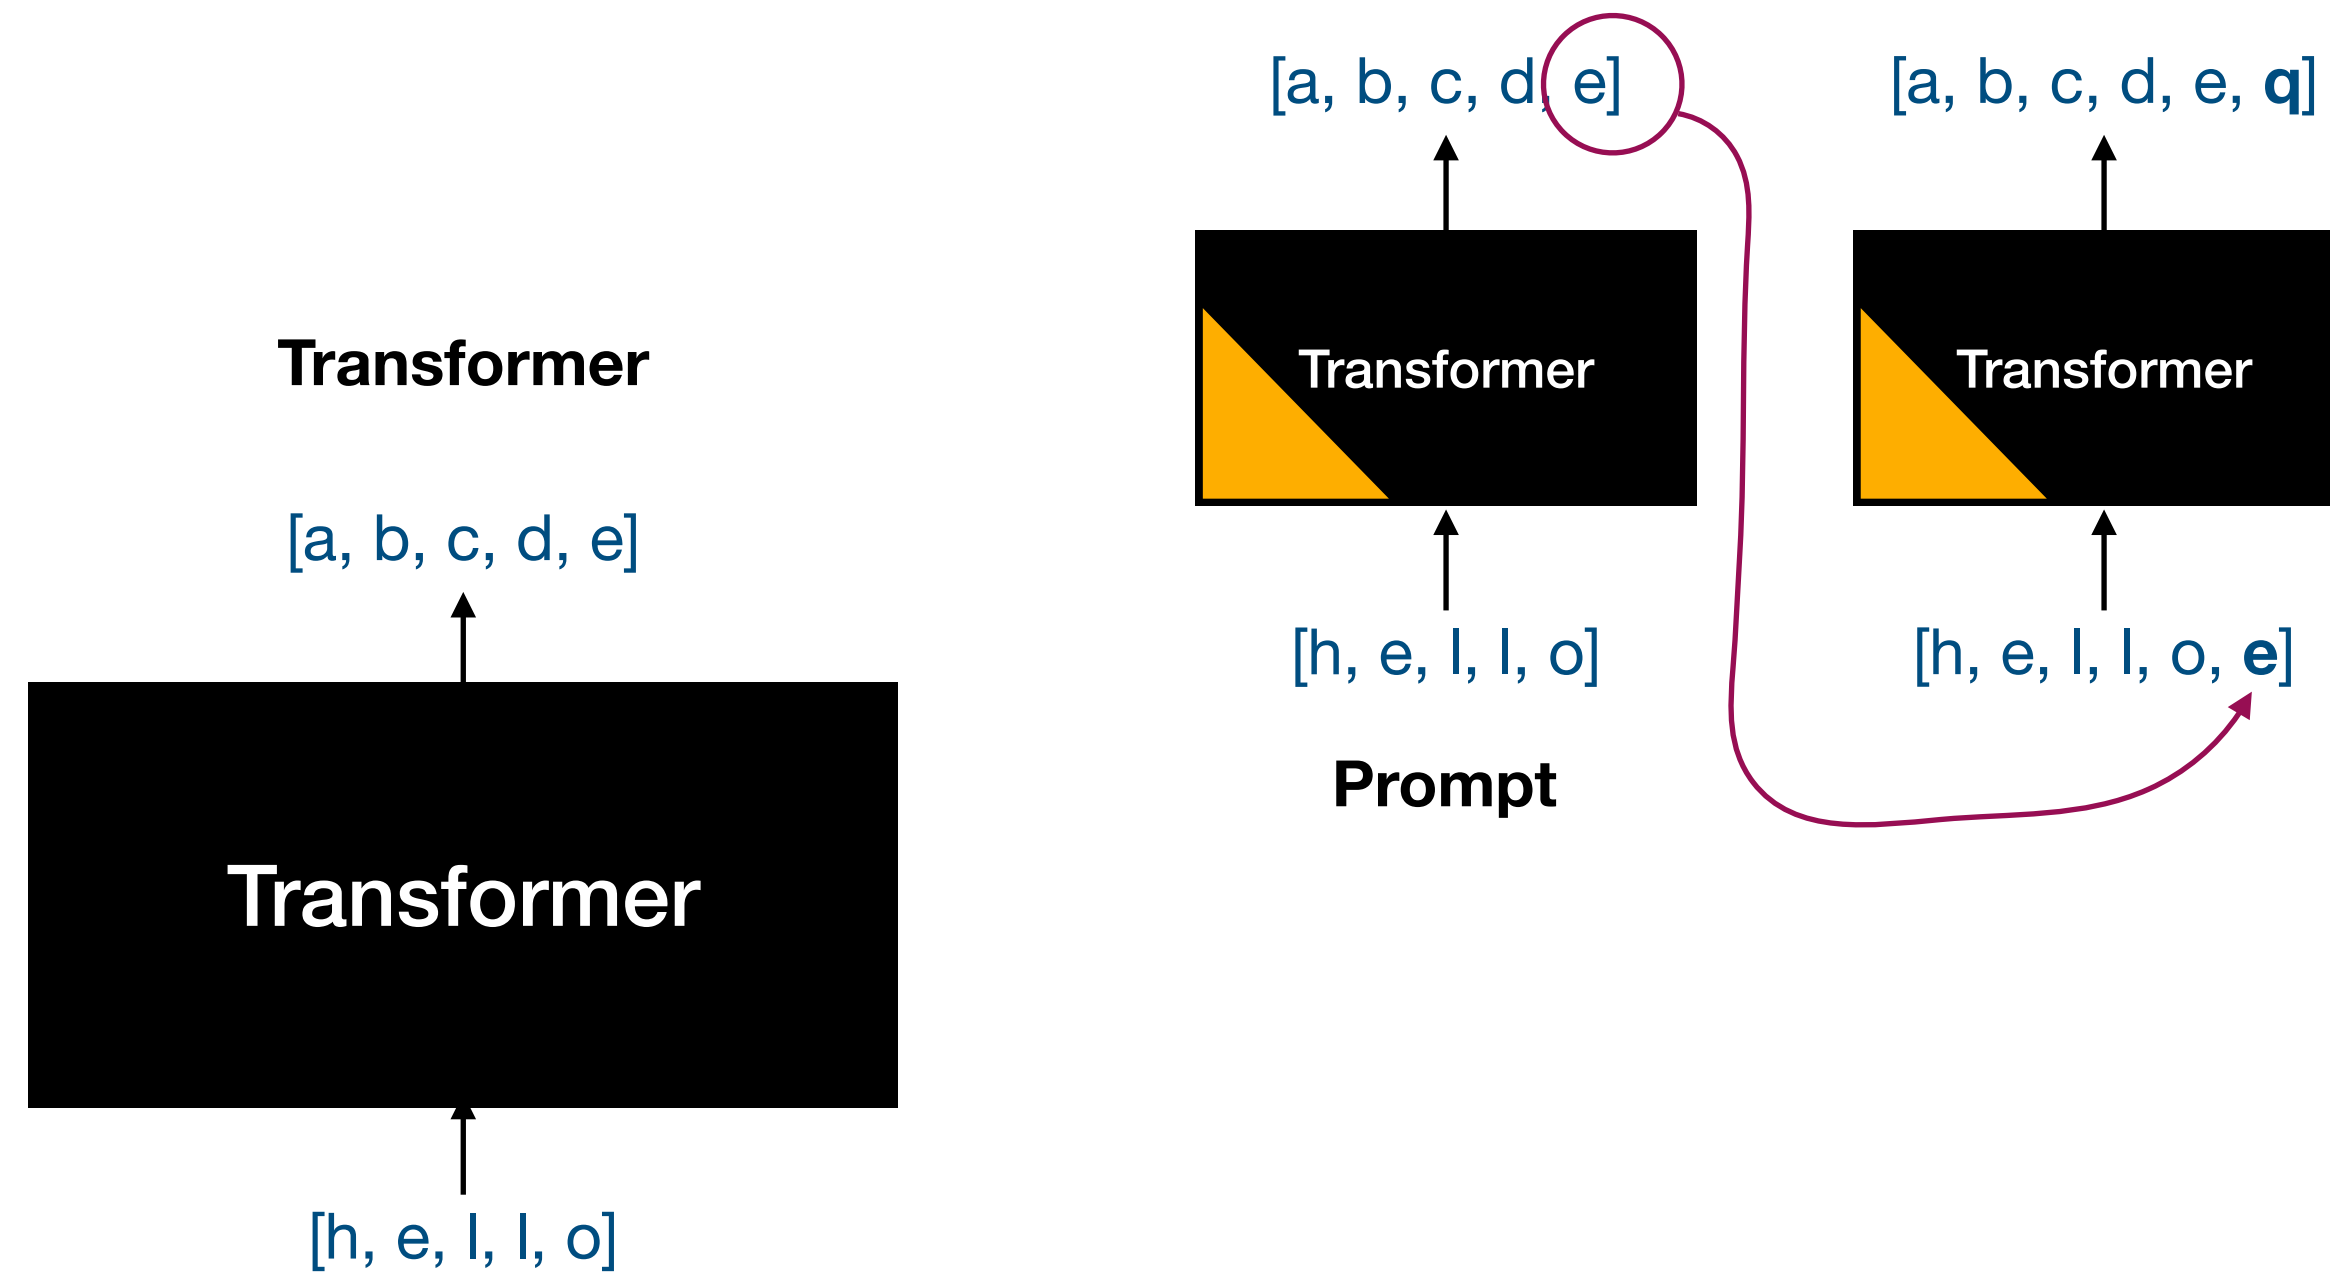 Transformer
[a, b, c, d, e]
Transformer
[h, e, l, l, o]
[a, b, c, d, e]
Transformer
[h, e, l, l, o]
Prompt
[a, b, c, d, e, q]
Transformer
[h, e, l, l, o, e]